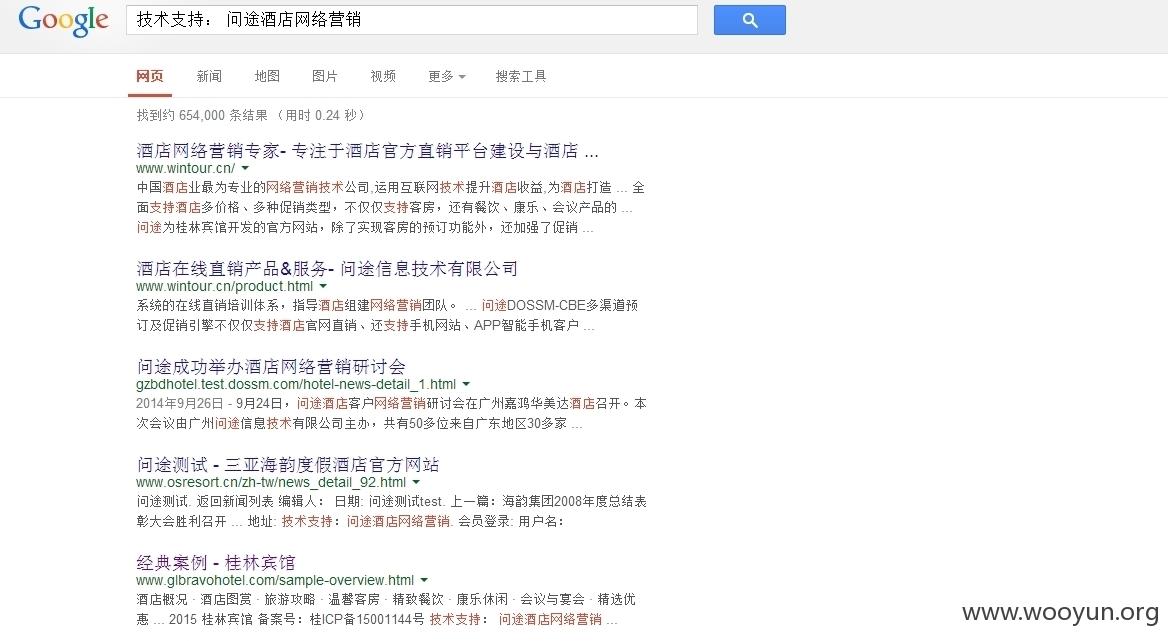 Google 技术支持： 问途酒店网络营销
网页 新闻 地图 图片 视频 更多 搜索工具
找到约 654,000 条结果 （用时 0.24 秒）
酒店网络营销专家- 专注于酒店官方直销平台建设与酒店 ...
www.wintour.cn/
中国酒店业最为专业的网络营销技术公司,运用互联网技术提升酒店收益,为酒店打造 ... 全
面支持酒店多价格、多种促销类型，不仅仅支持客房，还有餐饮、康乐、会议产品的 ...
问途为桂林宾馆开发的官方网站，除了实现客房的预订功能外，还加强了促销 ...
酒店在线直销产品&服务- 问途信息技术有限公司
www.wintour.cn/product.html
系统的在线直销培训体系，指导酒店组建网络营销团队。 ... 问途DOSSM-CBE多渠道预
订及促销引擎不仅仅支持酒店官网直销、还支持手机网站、APP智能手机客户 ...
问途成功举办酒店网络营销研讨会
gzbdhotel.test.dossm.com/hotel-news-detail_1.html
2014年9月26日 - 9月24日，问途酒店客户网络营销研讨会在广州嘉鸿华美达酒店召开。本
次会议由广州问途信息技术有限公司主办，共有50多位来自广东地区30多家 ...
问途测试 - 三亚海韵度假酒店官方网站
www.osresort.cn/zh-tw/news_detail_92.html
问途测试. 返回新闻列表 编辑人： 日期: 问途测试test. 上一篇：海韵集团2008年度总结表
彰大会胜利召开 ... 地址: 技术支持：问途酒店网络营销. 会员登录: 用户名：
经典案例 - 桂林宾馆
www.glbravohotel.com/sample-overview.html
酒店概况 · 酒店图赏 · 旅游攻略 · 温馨客房 · 精致餐饮 · 康乐休闲 · 会议与宴会 · 精选优
惠 ... 2015 桂林宾馆 备案号：桂ICP备15001144号 技术支持： 问途酒店网络营销 ...
www.wooyun.org